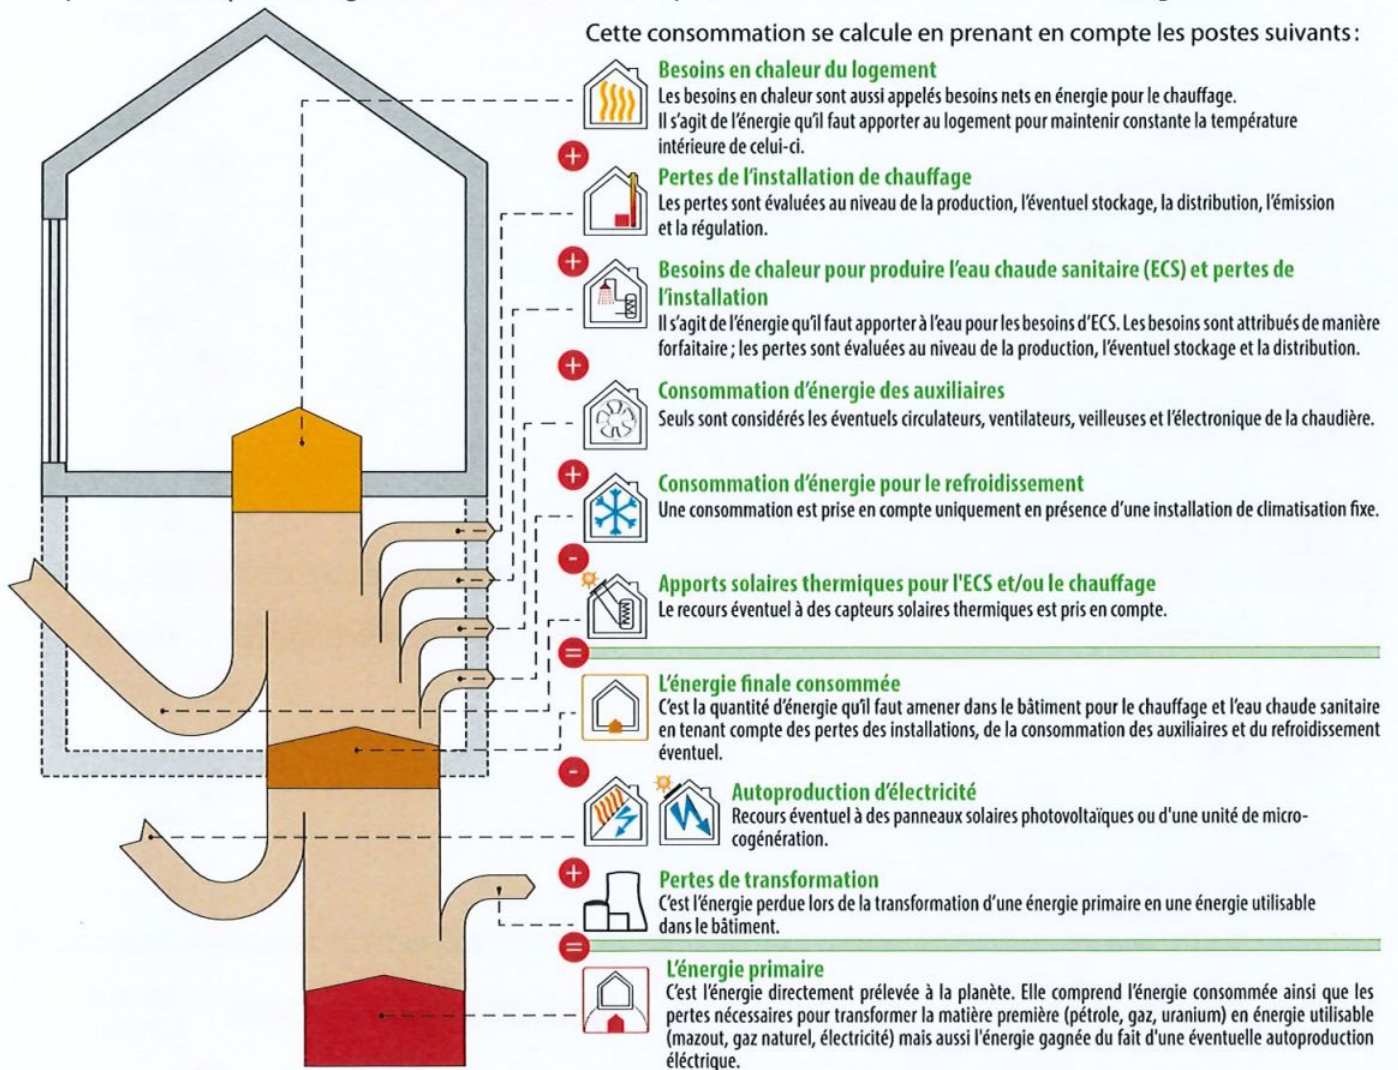 Cette consommation se calcule en prenant en compte les postes suivants :
Besoins en chaleur du logement
Les besoins en chaleur sont aussi appelés besoins nets en énergie pour le chauffage.
Il s'agit de l'énergie qu'il faut apporter au logement pour maintenir constante la température
intérieure de celui-ci.
+
Pertes de l'installation de chauffage
Les pertes sont évaluées au niveau de la production, l'éventuel stockage, la distribution, l'émission
et la régulation.
+
Besoins de chaleur pour produire l'eau chaude sanitaire (ECS) et pertes de
l'installation
Il s'agit de l'énergie qu'il faut apporter à l'eau pour les besoins d'ECS. Les besoins sont attribués de manière
forfaitaire ; les pertes sont évaluées au niveau de la production, l'éventuel stockage et la distribution.
+
Consommation d'énergie des auxiliaires
Seuls sont considérés les éventuels circulateurs, ventilateurs, veilleuses et l'électronique de la chaudière.
+
Consommation d'énergie pour le refroidissement
Une consommation est prise en compte uniquement en présence d'une installation de climatisation fixe.
-
Apports solaires thermiques pour l'ECS et/ou le chauffage
Le recours éventuel à des capteurs solaires thermiques est pris en compte.
=
L'énergie finale consommée
C'est la quantité d'énergie qu'il faut amener dans le bâtiment pour le chauffage et l'eau chaude sanitaire
en tenant compte des pertes des installations, de la consommation des auxiliaires et du refroidissement
éventuel.
-
Autoproduction d'électricité
Recours éventuel à des panneaux solaires photovoltaïques ou d'une unité de micro-
cogénération.
+
Pertes de transformation
C'est l'énergie perdue lors de la transformation d'une énergie primaire en une énergie utilisable
dans le bâtiment.
=
L'énergie primaire
C'est l'énergie directement prélevée à la planète. Elle comprend l'énergie consommée ainsi que les
pertes nécessaires pour transformer la matière première (pétrole, gaz, uranium) en énergie utilisable
(mazout, gaz naturel, électricité) mais aussi l'énergie gagnée du fait d'une éventuelle autoproduction
éléctrique.